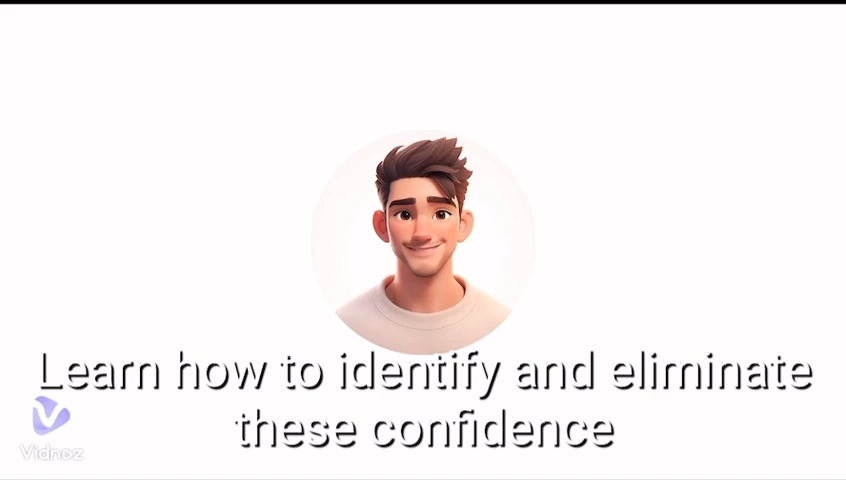 Learn how to identify and eliminate
these confidence
Vidnoz